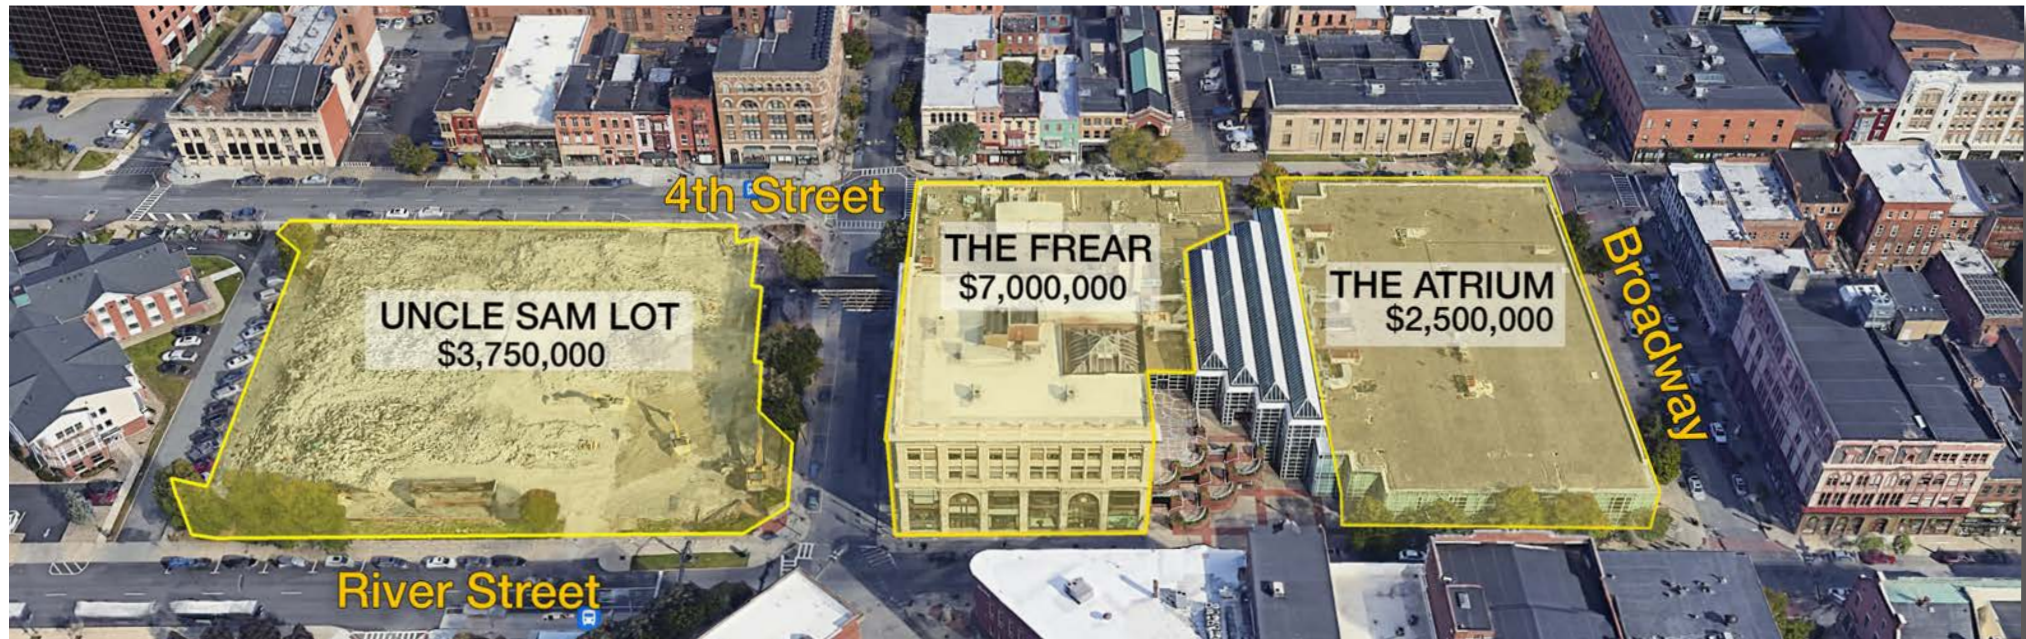 4th Street
UNCLE SAM LOT
$3,750,000
THE FREAR
$7,000,000
THE ATRIUM
$2,500,000
Broadway
River Street